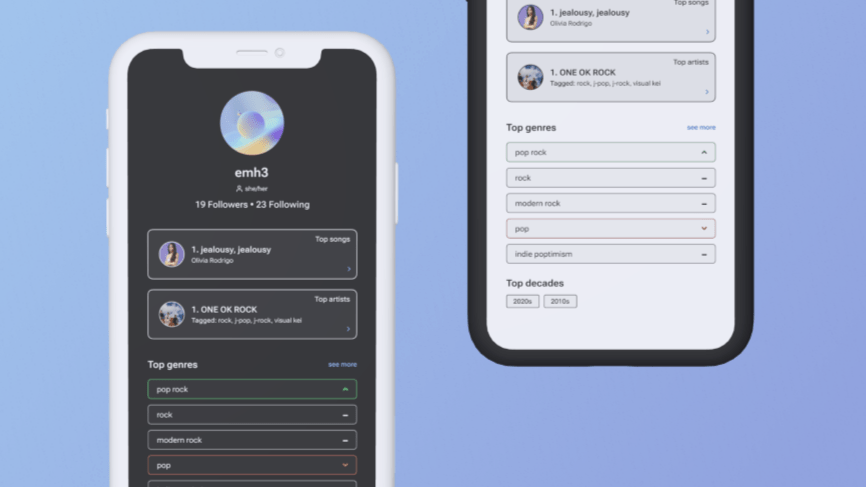 emh3
she/her
19 Followers • 23 Following
Top songs
1. jealousy, jealousy
Olivia Rodrigo
Top artists
1. ONE OK ROCK
Tagged: rock, j-pop, j-rock, visual kei
Top genres
see more
pop rock
rock
modern rock
pop
Top songs
1. jealousy, jealousy
Olivia Rodrigo
Top artists
1. ONE OK ROCK
Tagged: rock, j-pop, j-rock, visual kei
Top genres
see more
pop rock
rock
modern rock
pop
indie poptimism
Top decades
2020s
2010s